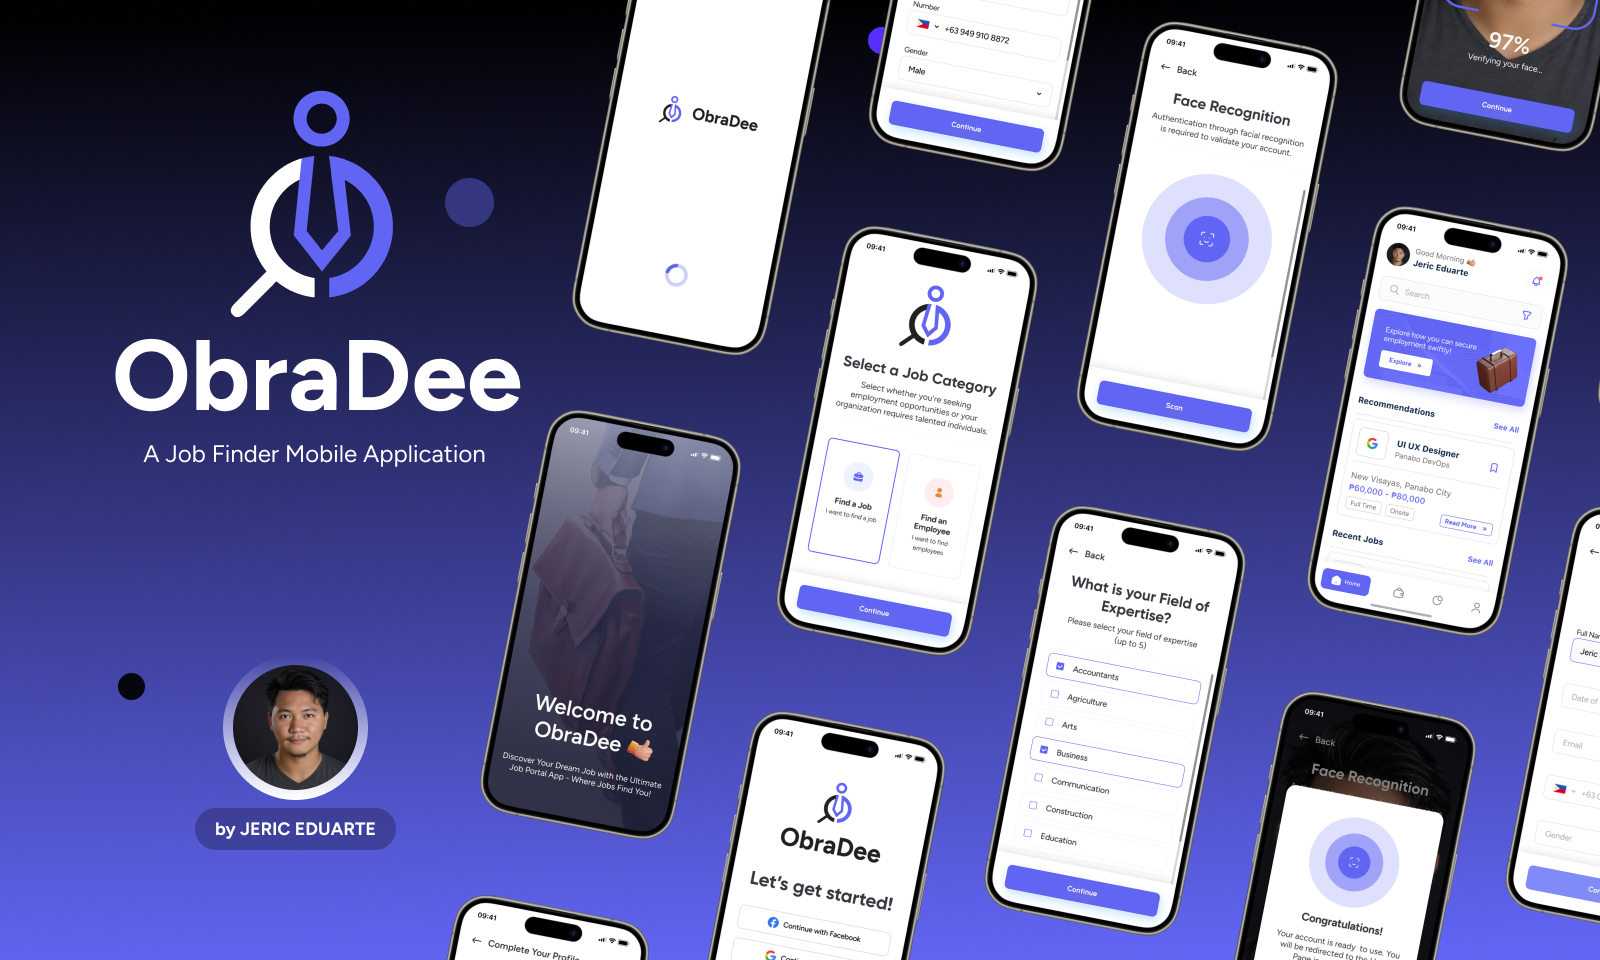 ObraDee
A Job Finder Mobile Application
by JERIC EDUARTE
ObraDee
Number
+63 949 910 8872
Gender
Male
Continue
09:41
Back
Face Recognition
Authentication through facial recognition
is required to validate your account.
Scan
97%
Verifying your face...
Continue
09:41
Select a Job Category
Select whether you're seeking
employment opportunities or your
organization requires talented individuals.
Find a Job
I want to find a job
Find an
Employee
I want to find
employees
Continue
09:41
Good Morning
Jeric Eduarte
Search
Explore how you can secure
employment swiftly!
Explore »
Recommendations
See All
G
UI UX Designer
Panabo DevOps
New Visayas, Panabo City
₱60,000 - ₱80,000
Full Time
Onsite
Read More »
Recent Jobs
See All
Home
09:41
Welcome to
ObraDee
Discover Your Dream Job with the Ultimate
Job Portal App - Where Jobs Find You!
09:41
Back
What is your Field of
Expertise?
Please select your field of expertise
(up to 5)
Accountants
Agriculture
Arts
Business
Communication
Construction
Education
Continue
09:41
ObraDee
Let's get started!
Continue with Facebook
G
09:41
Back
Face Recognition
Congratulations!
Your account is ready to use. You
will be redirected to the
Full Na
Jeric
Date of
Email
+63
Gender
09:41
Complete Your Profile